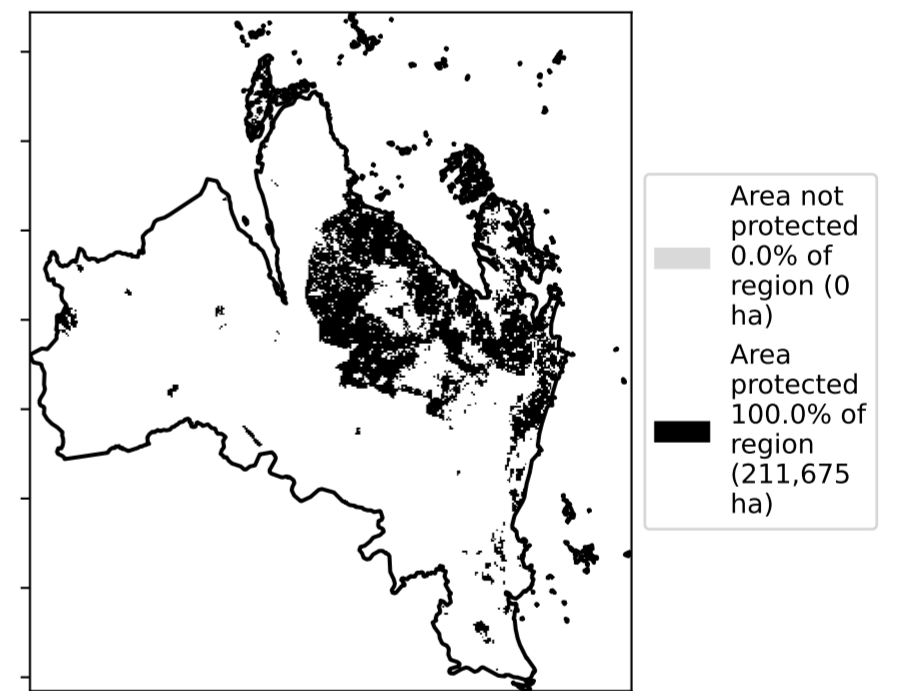 Area not
protected
0.0% of
region (0
ha)
Area
protected
100.0% of
region
(211,675
ha)